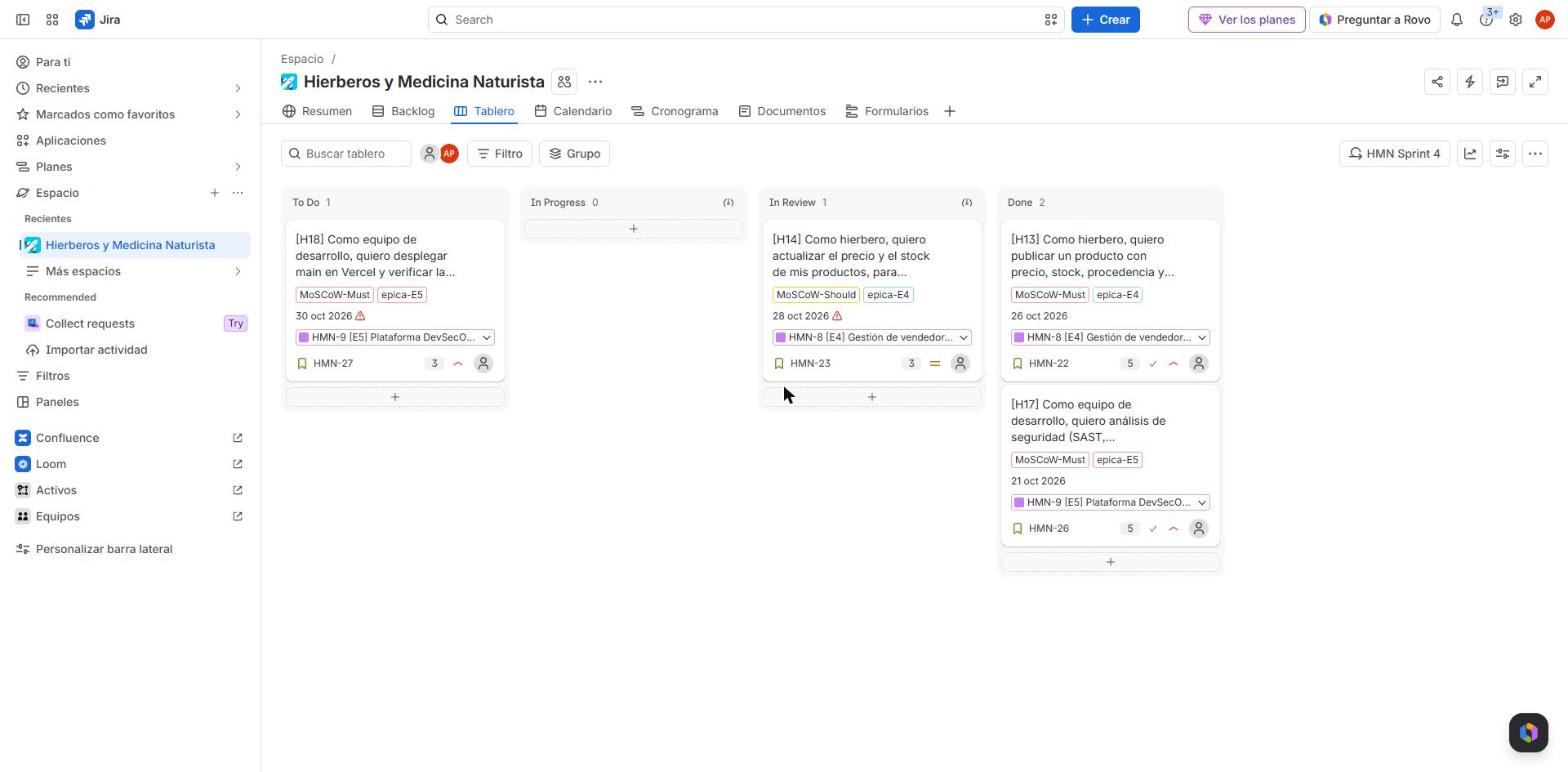 Jira
Search
Crear
Ver los planes
Preguntar a Rovo
3+
AP
Para ti
Recientes
Marcados como favoritos
Aplicaciones
Planes
Espacio
Recientes
Hierberos y Medicina Naturista
Más espacios
Recommended
Collect requests
Try
Importar actividad
Filtros
Paneles
Confluence
Loom
Activos
Equipos
Personalizar barra lateral
Espacio /
Hierberos y Medicina Naturista
Resumen
Backlog
Tablero
Calendario
Cronograma
Documentos
Formularios
Buscar tablero
AP
Filtro
Grupo
HMN Sprint 4
To Do 1
[H18] Como equipo de
desarrollo, quiero desplegar
main en Vercel y verificar la...
MoSCoW-Must epica-E5
30 oct 2026
HMN-9 [E5] Plataforma DevSecO...
HMN-27 3
In Progress 0
In Review 1
[H14] Como hierbero, quiero
actualizar el precio y el stock
de mis productos, para...
MoSCoW-Should epica-E4
28 oct 2026
HMN-8 [E4] Gestión de vendedor...
HMN-23 3
Done 2
[H13] Como hierbero, quiero
publicar un producto con
precio, stock, procedencia y...
MoSCoW-Must epica-E4
26 oct 2026
HMN-8 [E4] Gestión de vendedor...
HMN-22 5
[H17] Como equipo de
desarrollo, quiero análisis de
seguridad (SAST,...
MoSCoW-Must epica-E5
21 oct 2026
HMN-9 [E5] Plataforma DevSecO...
HMN-26 5